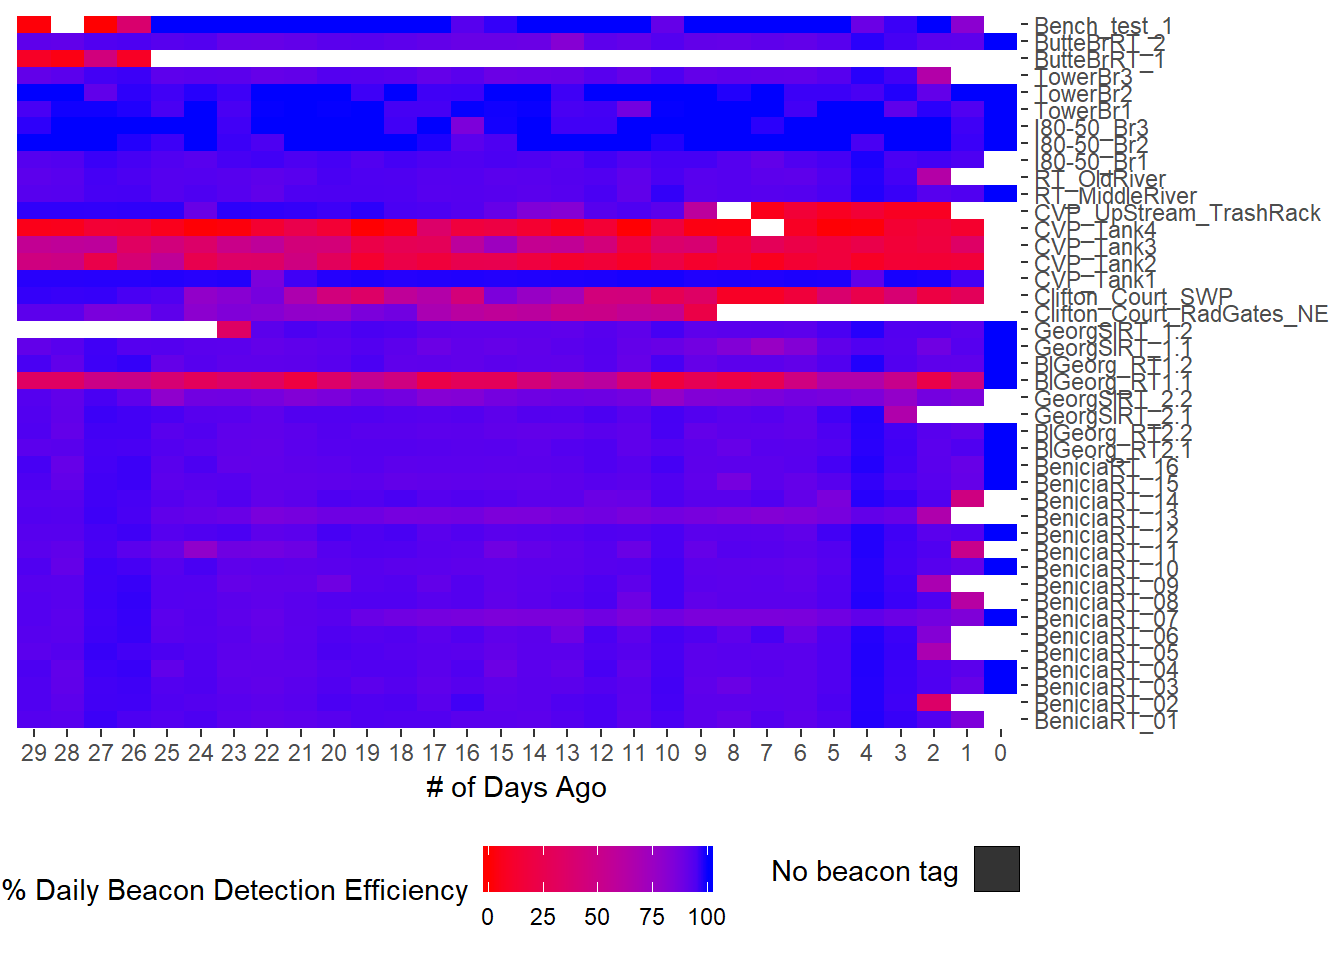 Bench_test_1
ButteBrRT_2
ButteBrRT_1
TowerBr3
TowerBr2
TowerBr1
I80-50_Br3
I80-50_Br2
I80-50_Br1
RT_OldRiver
RT_MiddleRiver
CVP_UpStream_TrashRack
CVP_Tank4
CVP_Tank3
CVP_Tank2
CVP_Tank1
Clifton_Court_SWP
Clifton_Court_RadGates_NE
GeorgSlRT_1.2
GeorgSlRT_1.1
BlGeorg_RT1.2
BlGeorg_RT1.1
GeorgSlRT_2.2
GeorgSlRT_2.1
BlGeorg_RT2.2
BlGeorg_RT2.1
BeniciaRT_16
BeniciaRT_15
BeniciaRT_14
BeniciaRT_13
BeniciaRT_12
BeniciaRT_11
BeniciaRT_10
BeniciaRT_09
BeniciaRT_08
BeniciaRT_07
BeniciaRT_06
BeniciaRT_05
BeniciaRT_04
BeniciaRT_03
BeniciaRT_02
BeniciaRT_01
29 28 27 26 25 24 23 22 21 20 19 18 17 16 15 14 13 12 11 10 9 8 7 6 5 4 3 2 1 0
# of Days Ago
% Daily Beacon Detection Efficiency
0 25 50 75 100
No beacon tag